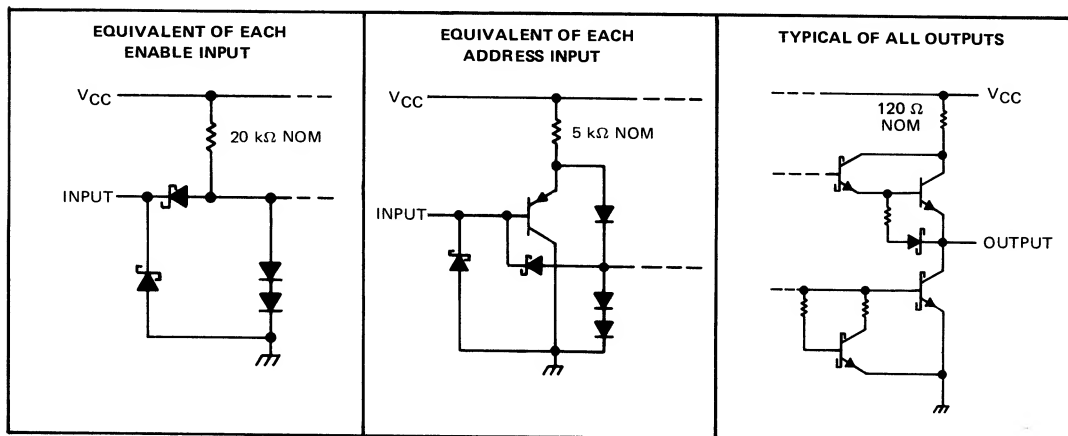 EQUIVALENT OF EACH
ENABLE INPUT
VCC
20 kΩ NOM
INPUT
EQUIVALENT OF EACH
ADDRESS INPUT
VCC
5 kΩ NOM
INPUT
TYPICAL OF ALL OUTPUTS
VCC
120 Ω
NOM
OUTPUT